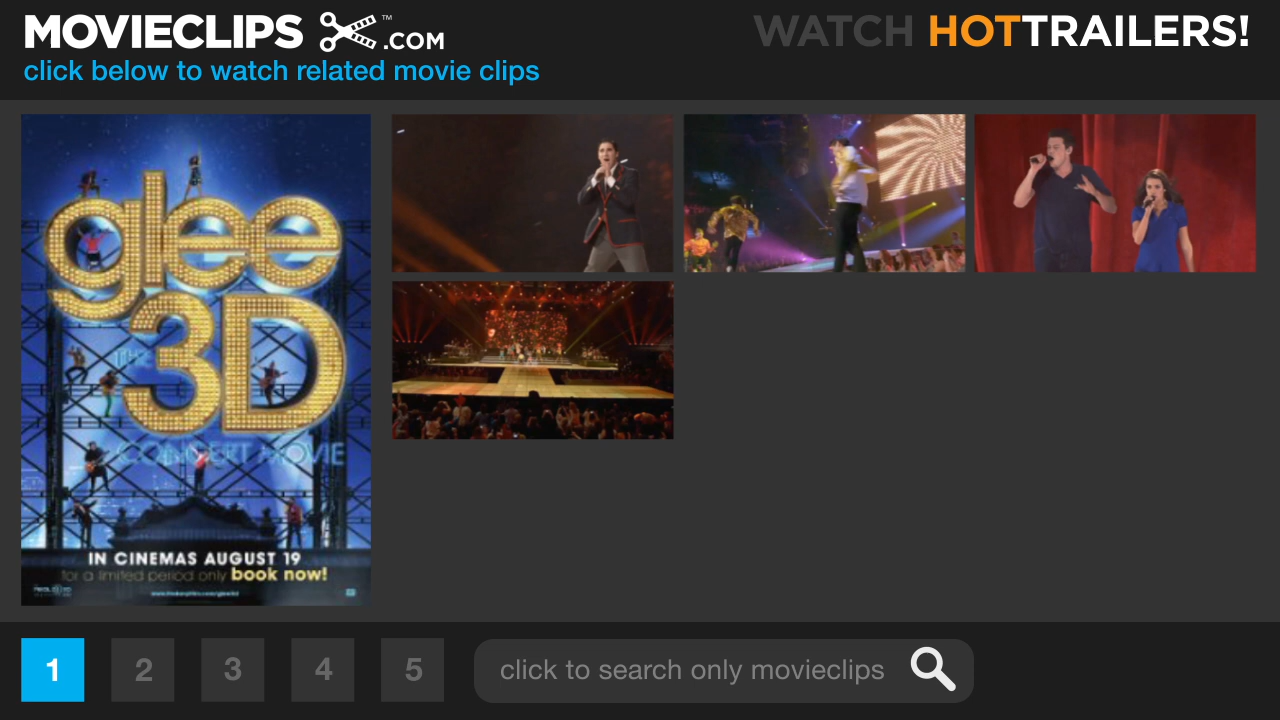 MOVIECLIPS ™ .COM
click below to watch related movie clips
WATCH HOTTRAILERS!
glee
3D
CONCERT MOVIE
IN CINEMAS AUGUST 19
for a limited period only book now!
1 2 3 4 5
click to search only movieclips